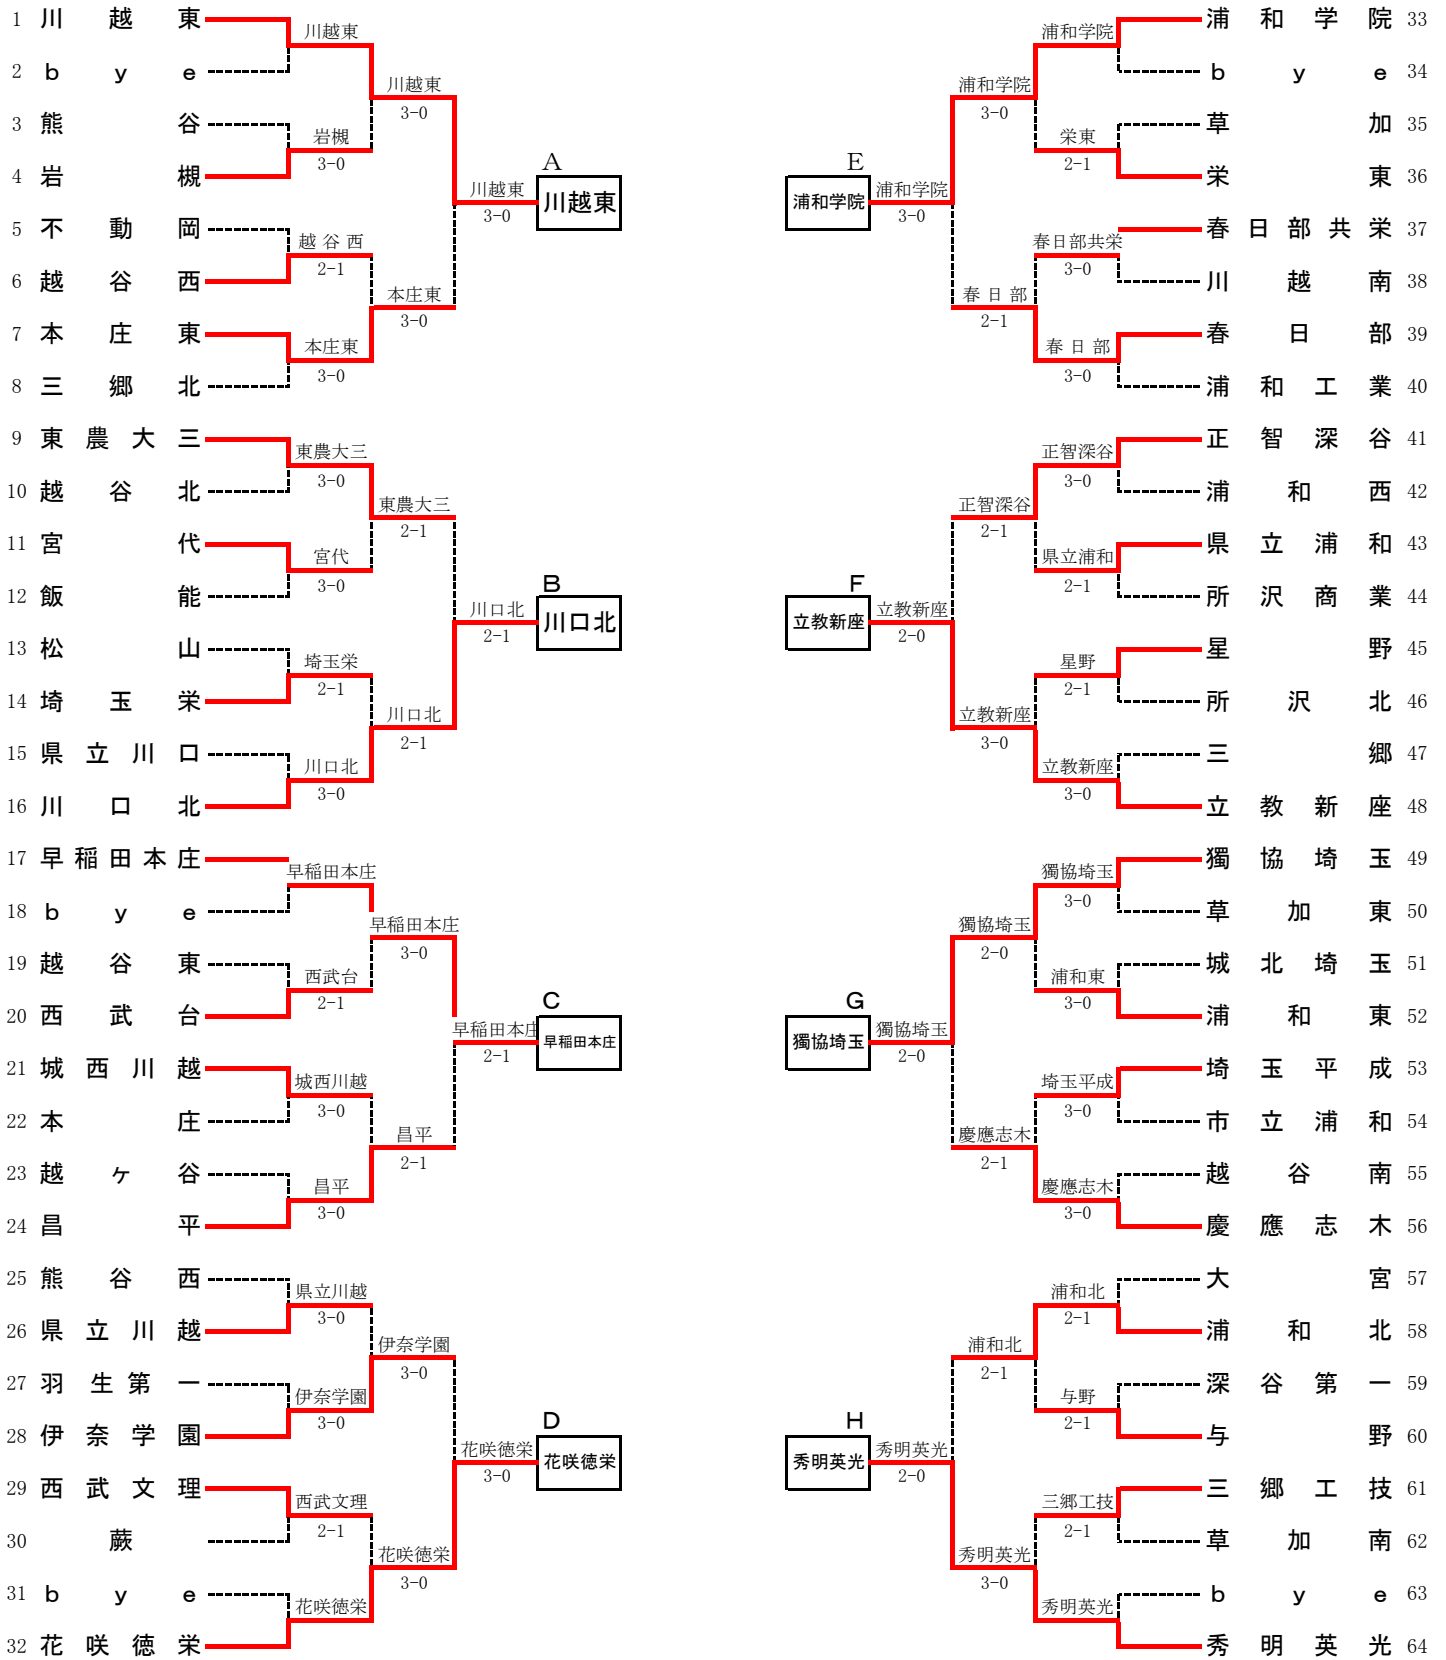 1 川越東
2 bye
3 熊谷
4 岩槻
5 不動岡
6 越谷西
7 本庄東
8 三郷北
9 東農大三
10 越谷北
11 宮代
12 飯能
13 松山
14 埼玉栄
15 県立川口
16 川口北
17 早稲田本庄
18 bye
19 越谷東
20 西武台
21 城西川越
22 本庄
23 越ヶ谷
24 昌平
25 熊谷西
26 県立川越
27 羽生第一
28 伊奈学園
29 西武文理
30 蕨
31 bye
32 花咲徳栄
川越東
岩槻
3-0
越谷西
2-1
本庄東
3-0
東農大三
3-0
宮代
3-0
埼玉栄
2-1
川口北
3-0
早稲田本庄
西武台
2-1
城西川越
3-0
昌平
3-0
県立川越
3-0
伊奈学園
3-0
西武文理
2-1
花咲徳栄
川越東
3-0
本庄東
3-0
東農大三
2-1
川口北
2-1
早稲田本庄
3-0
昌平
2-1
伊奈学園
3-0
花咲徳栄
3-0
川越東
3-0
川口北
2-1
早稲田本庄
2-1
花咲徳栄
3-0
A
川越東
B
川口北
C
早稲田本庄
D
花咲徳栄
E
浦和学院
F
立教新座
G
獨協埼玉
H
秀明英光
浦和学院
3-0
立教新座
2-0
獨協埼玉
2-0
秀明英光
2-0
浦和学院
3-0
春日部
2-1
正智深谷
2-1
立教新座
3-0
獨協埼玉
2-0
慶應志木
2-1
浦和北
2-1
秀明英光
3-0
浦和学院
栄東
2-1
春日部共栄
3-0
春日部
3-0
正智深谷
3-0
県立浦和
2-1
星野
2-1
立教新座
3-0
獨協埼玉
3-0
浦和東
3-0
埼玉平成
3-0
慶應志木
3-0
浦和北
2-1
与野
2-1
三郷工技
2-1
秀明英光
浦和学院 33
bye 34
草加 35
栄東 36
春日部共栄 37
川越南 38
春日部 39
浦和工業 40
正智深谷 41
浦和西 42
県立浦和 43
所沢商業 44
星野 45
所沢北 46
三郷 47
立教新座 48
獨協埼玉 49
草加東 50
城北埼玉 51
浦和東 52
埼玉平成 53
市立浦和 54
越谷南 55
慶應志木 56
大宮 57
浦和北 58
深谷第一 59
与野 60
三郷工技 61
草加南 62
bye 63
秀明英光 64